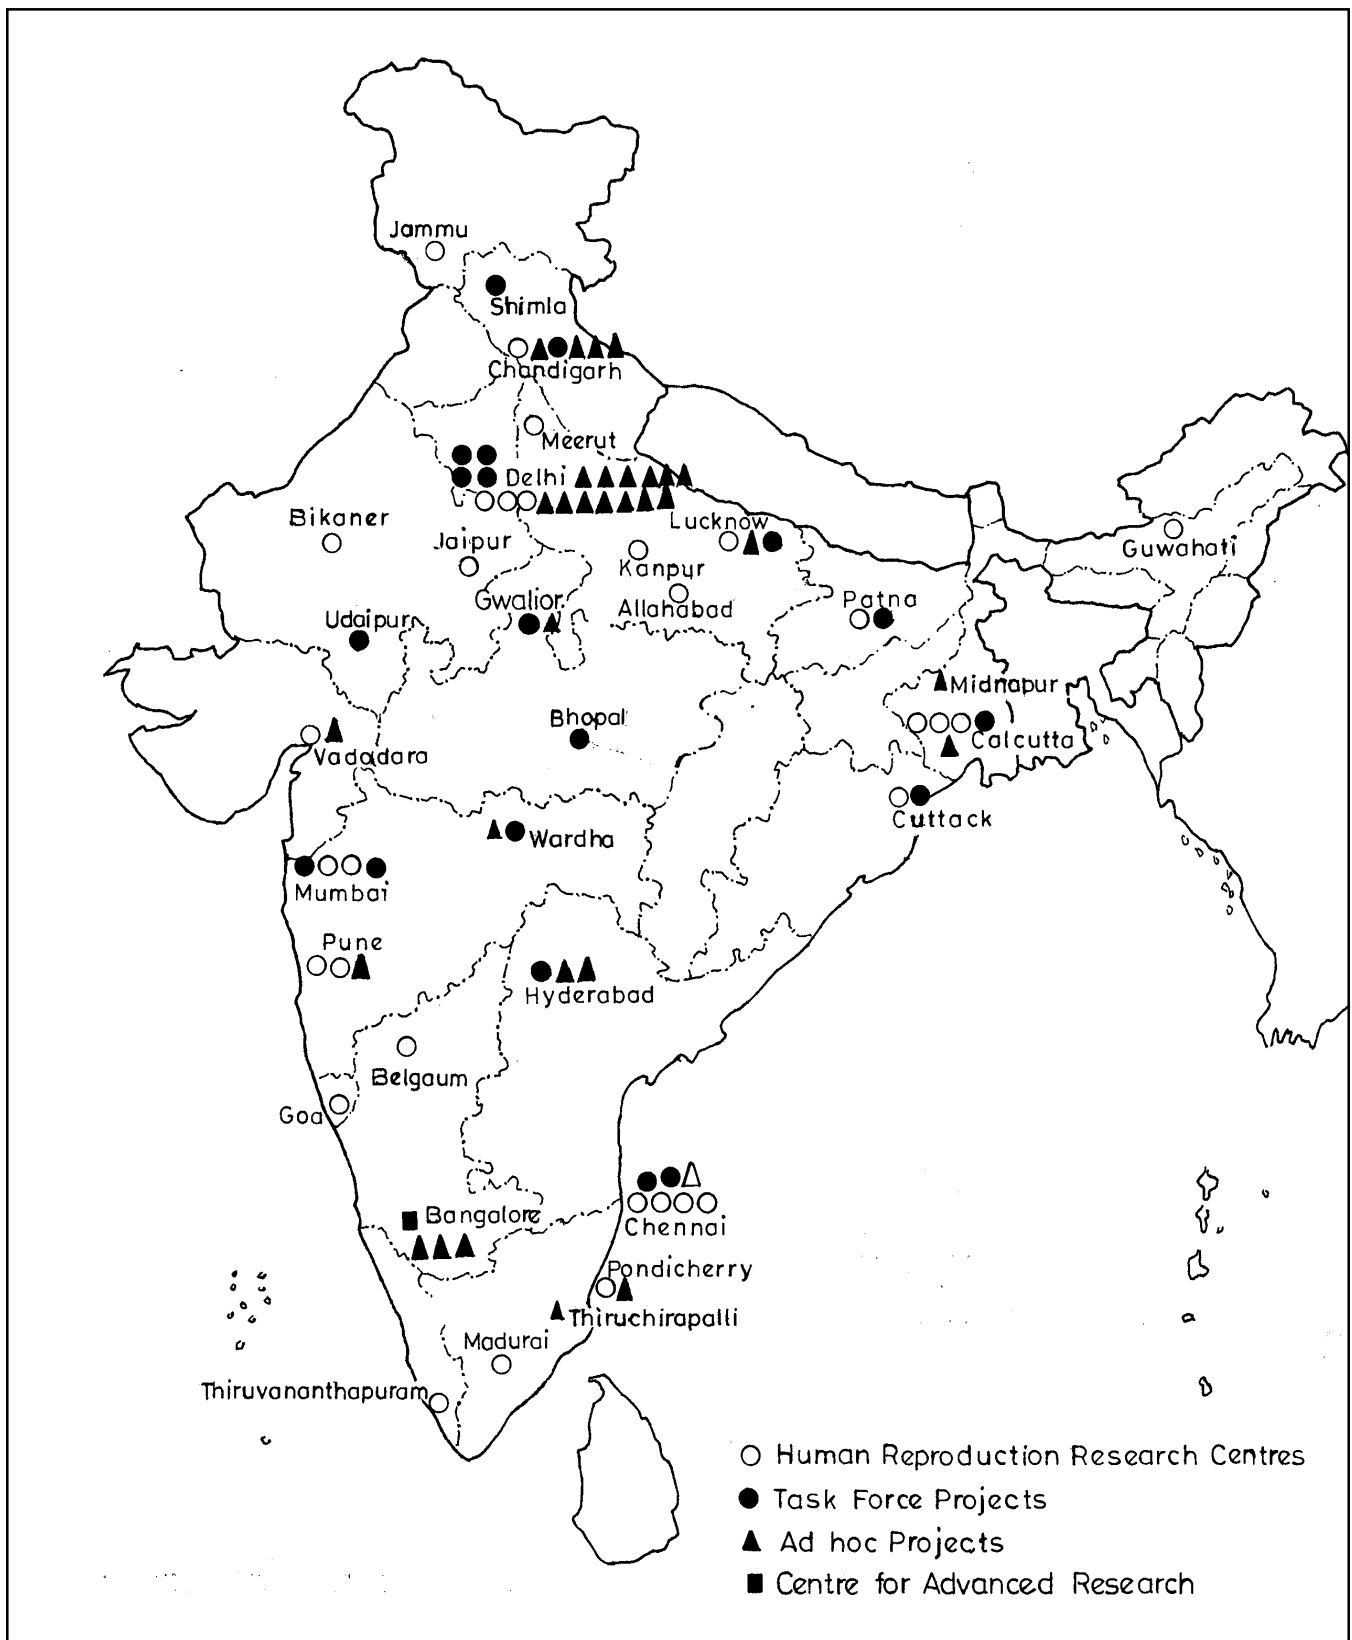 Jammu
Shimla
Chandigarh
Meerut
Delhi
Lucknow
Bikaner
Jaipur
Kanpur
Guwahati
Gwalior
Allahabad
Patna
Udaipur
Midnapur
Bhopal
Calcutta
Vadodara
Cuttack
Wardha
Mumbai
Pune
Hyderabad
Belgaum
Goa
Bangalore
Chennai
Pondicherry
Thiruchirapalli
Madurai
Thiruvananthapuram
Human Reproduction Research Centres
Task Force Projects
Ad hoc Projects
Centre for Advanced Research